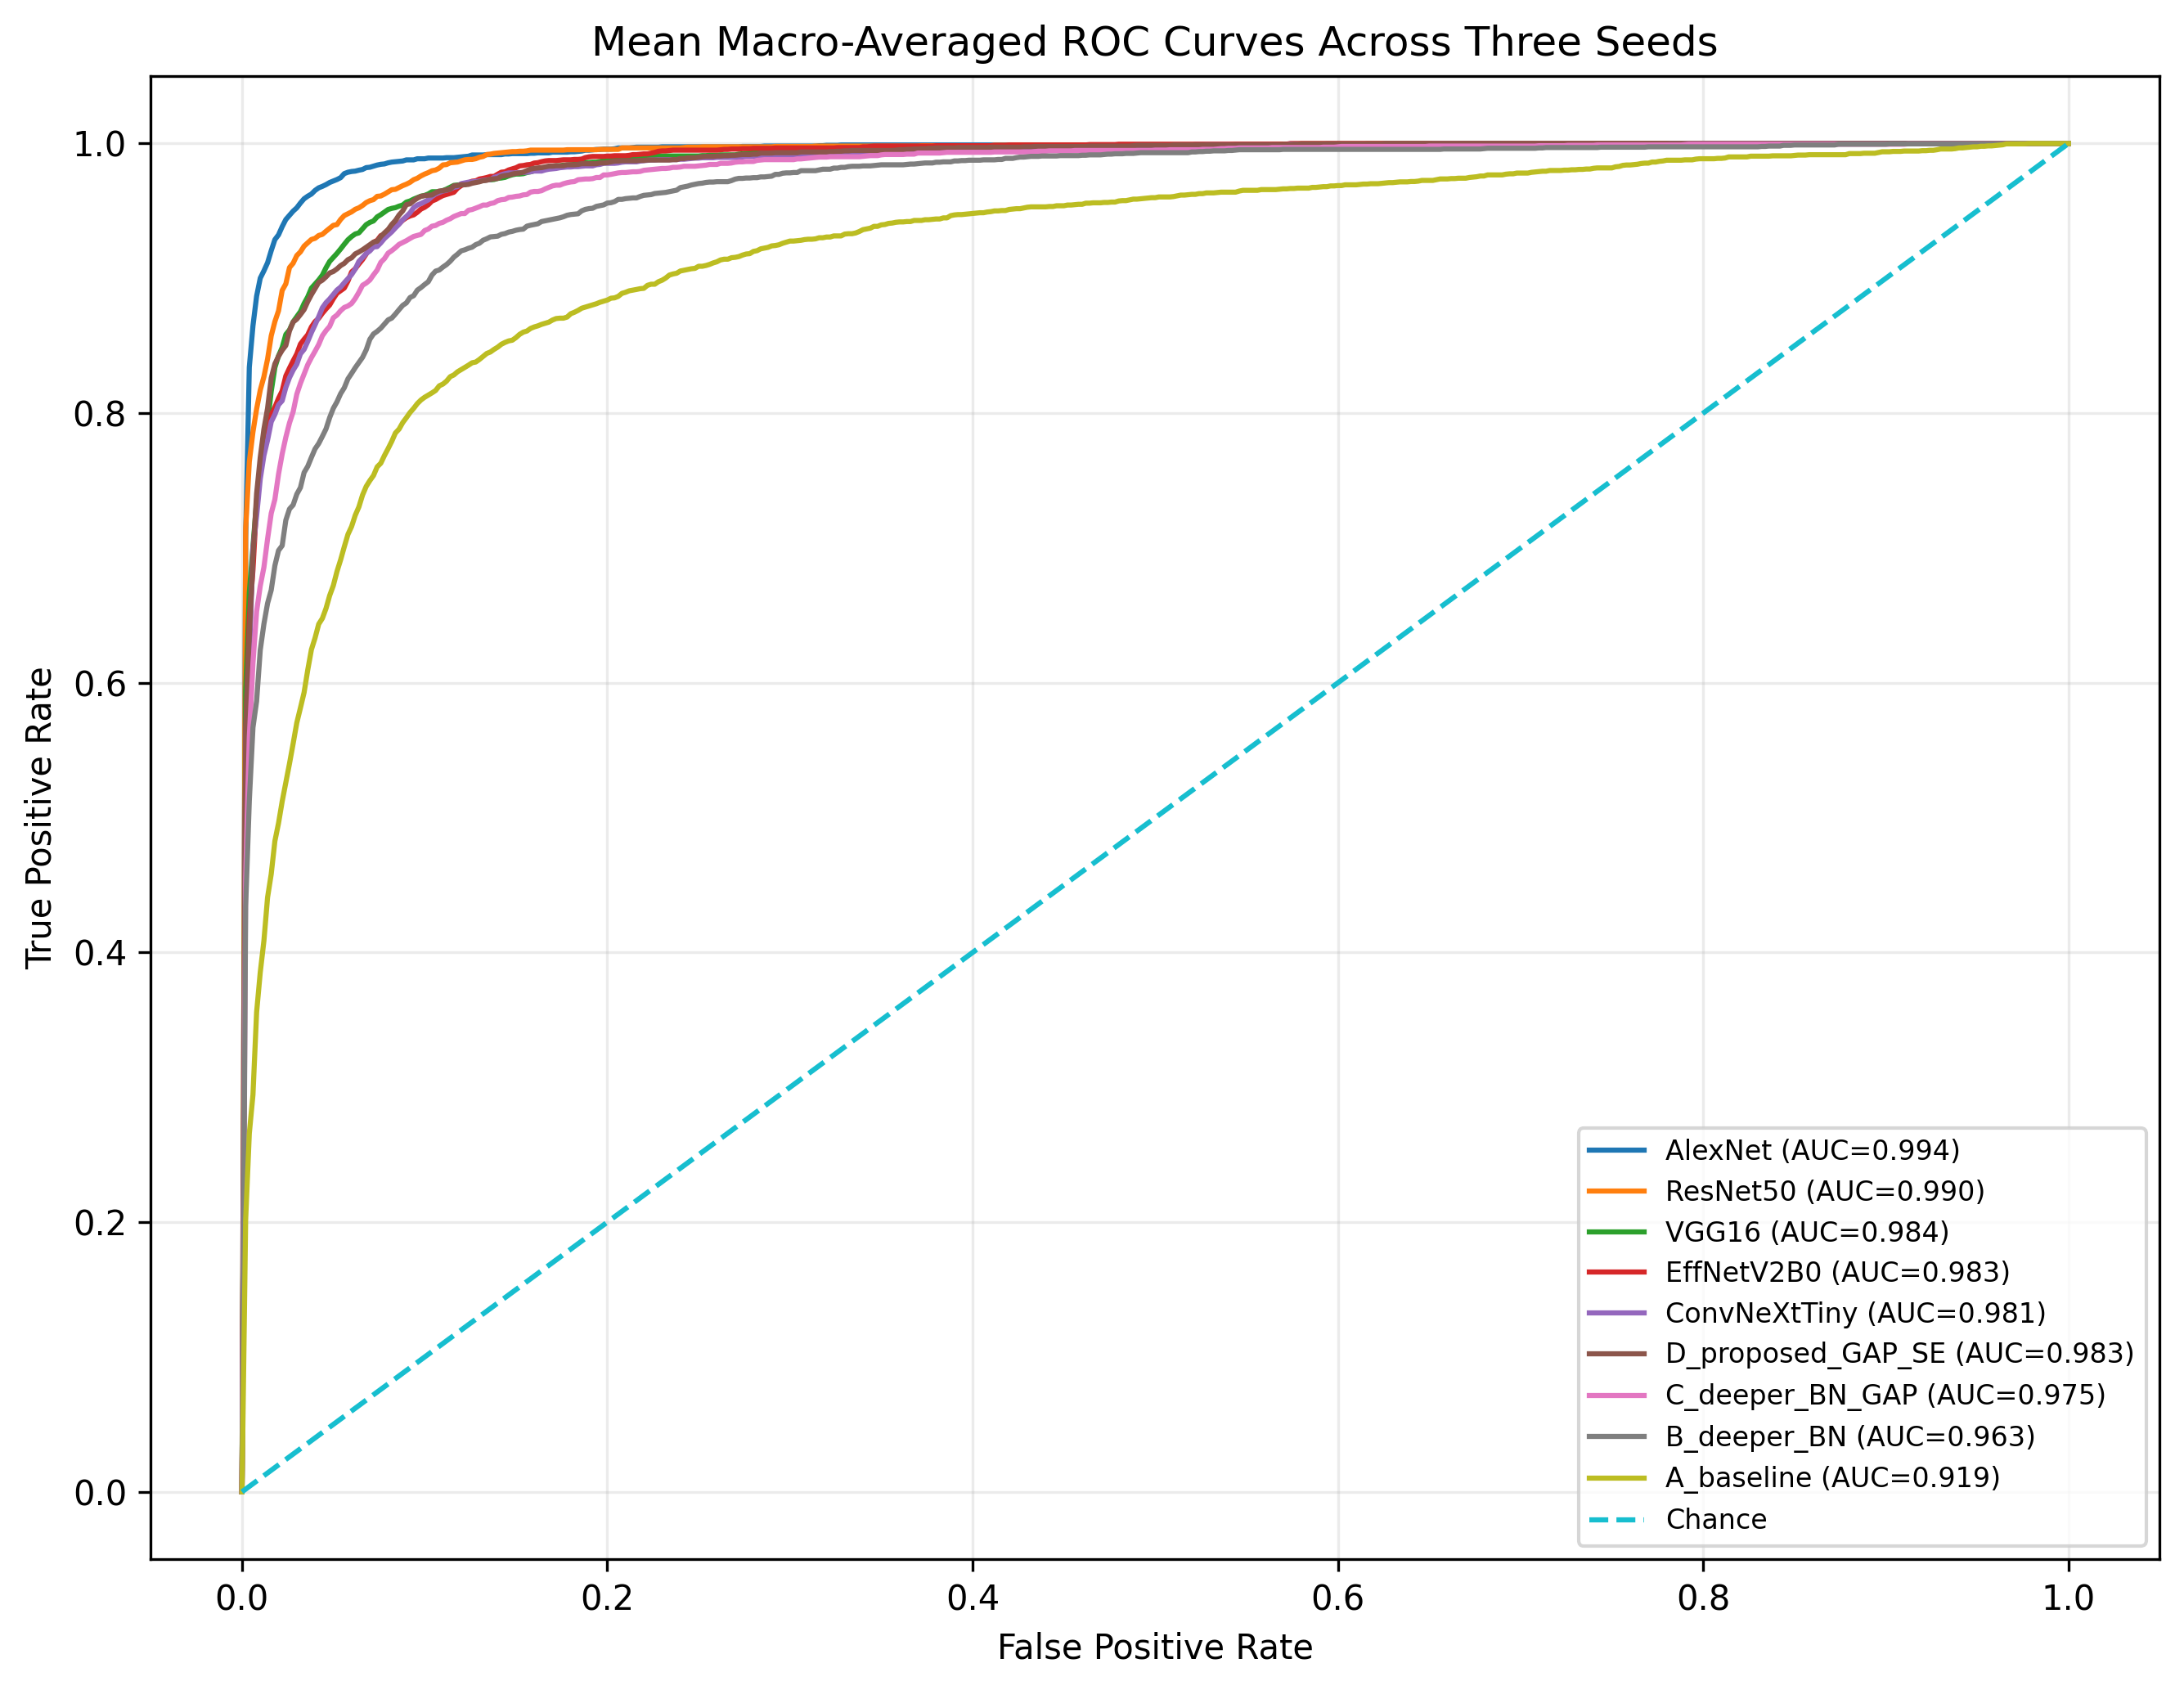 Mean Macro-Averaged ROC Curves Across Three Seeds
1.0
0.8
0.6
0.4
0.2
0.0
True Positive Rate
AlexNet (AUC=0.994)
ResNet50 (AUC=0.990)
VGG16 (AUC=0.984)
EffNetV2B0 (AUC=0.983)
ConvNeXtTiny (AUC=0.981)
D_proposed_GAP_SE (AUC=0.983)
C_deeper_BN_GAP (AUC=0.975)
B_deeper_BN (AUC=0.963)
A_baseline (AUC=0.919)
Chance
0.0 0.2 0.4 0.6 0.8 1.0
False Positive Rate